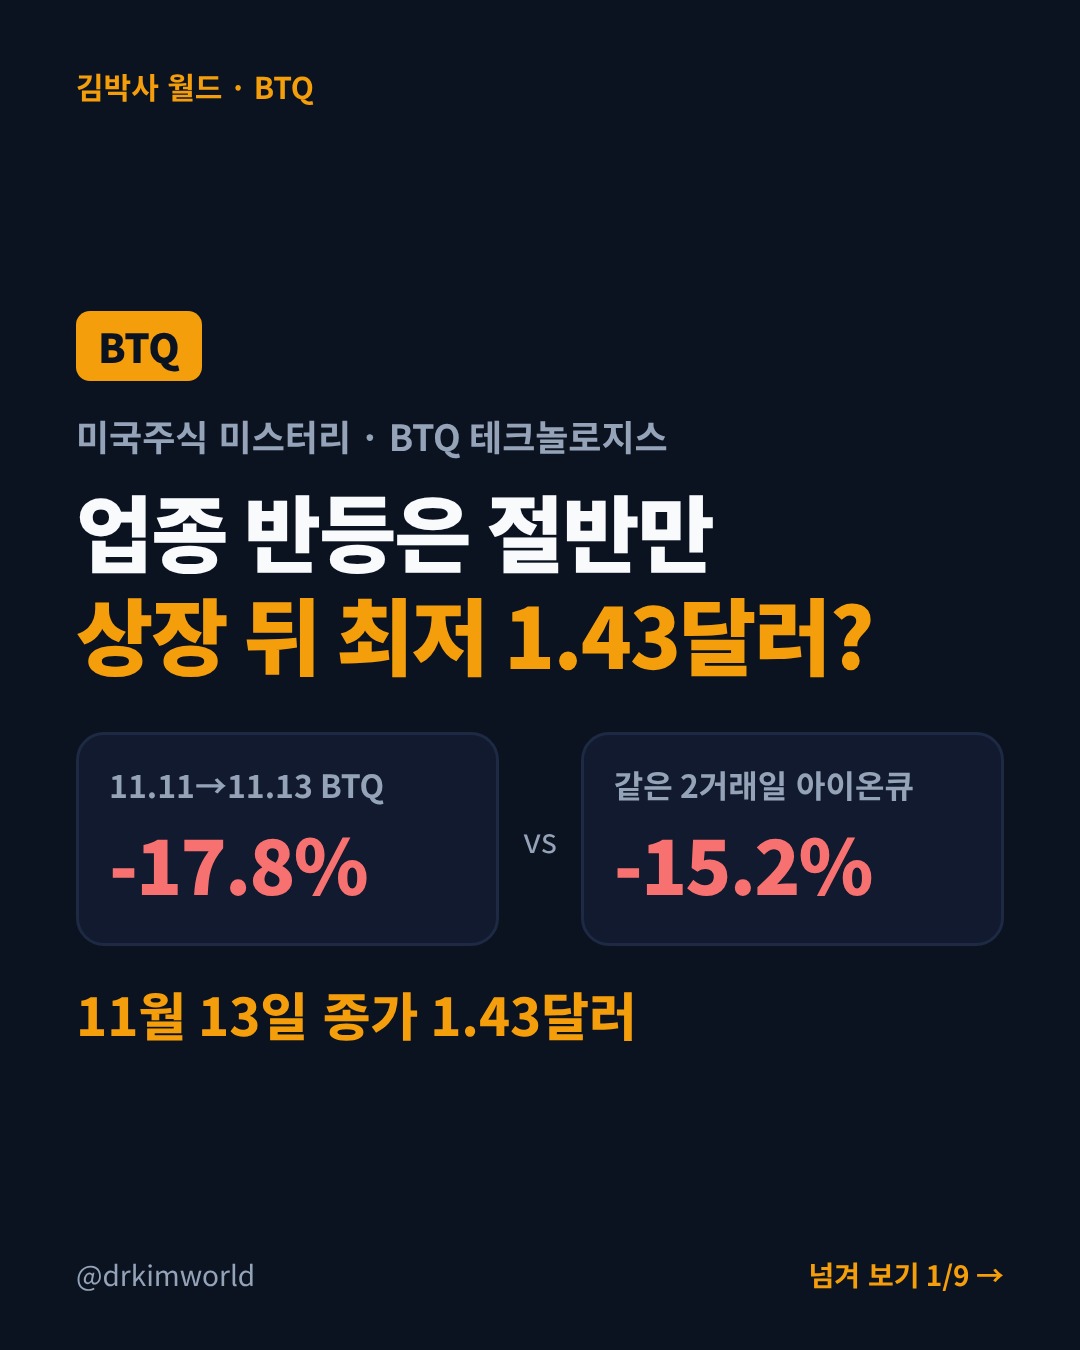 김박사 월드 · BTQ
BTQ
미국주식 미스터리 · BTQ 테크놀로지스
업종 반등은 절반만
상장 뒤 최저 1.43달러?
11.11→11.13 BTQ
-17.8%
vs
같은 2거래일 아이온큐
-15.2%
11월 13일 종가 1.43달러
@drkimworld
넘겨 보기 1/9 →